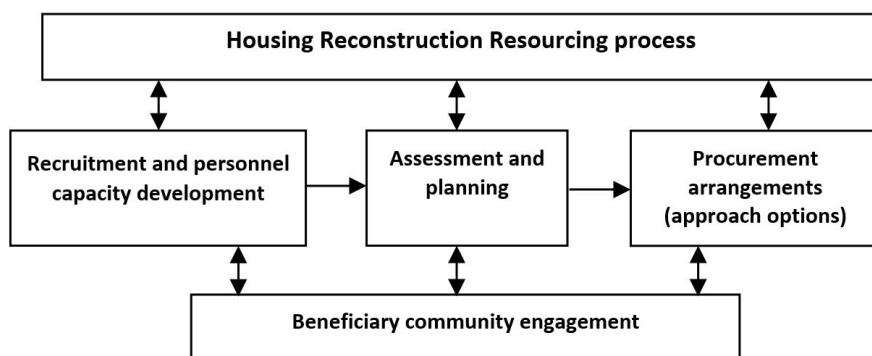 Housing Reconstruction Resourcing process
Recruitment and personnel
capacity development
Assessment and
planning
Procurement
arrangements
(approach options)
Beneficiary community engagement